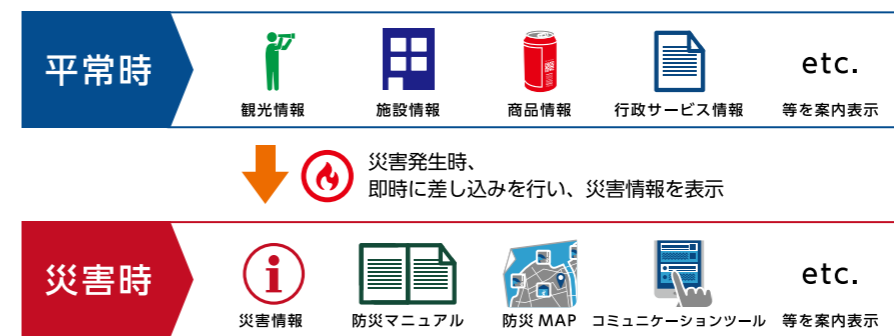 平常時
etc.
観光情報
施設情報
商品情報
行政サービス情報
等を案内表示
災害発生時、
即時に差し込みを行い、災害情報を表示
災害時
etc.
災害情報
防災マニュアル
防災 MAP
コミュニケーションツール
等を案内表示